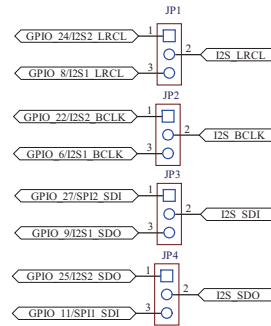 JP1
GPIO_24/I2S2_LRCL 1
2 I2S_LRCL
GPIO_8/I2S1_LRCL 3
JP2
GPIO_22/I2S2_BCLK 1
2 I2S_BCLK
GPIO_6/I2S1_BCLK 3
JP3
GPIO_27/SPI2_SDI 1
2 I2S_SDI
GPIO_9/I2S1_SDO 3
JP4
GPIO_25/I2S2_SDO 1
2 I2S_SDO
GPIO_11/SPI1_SDI 3